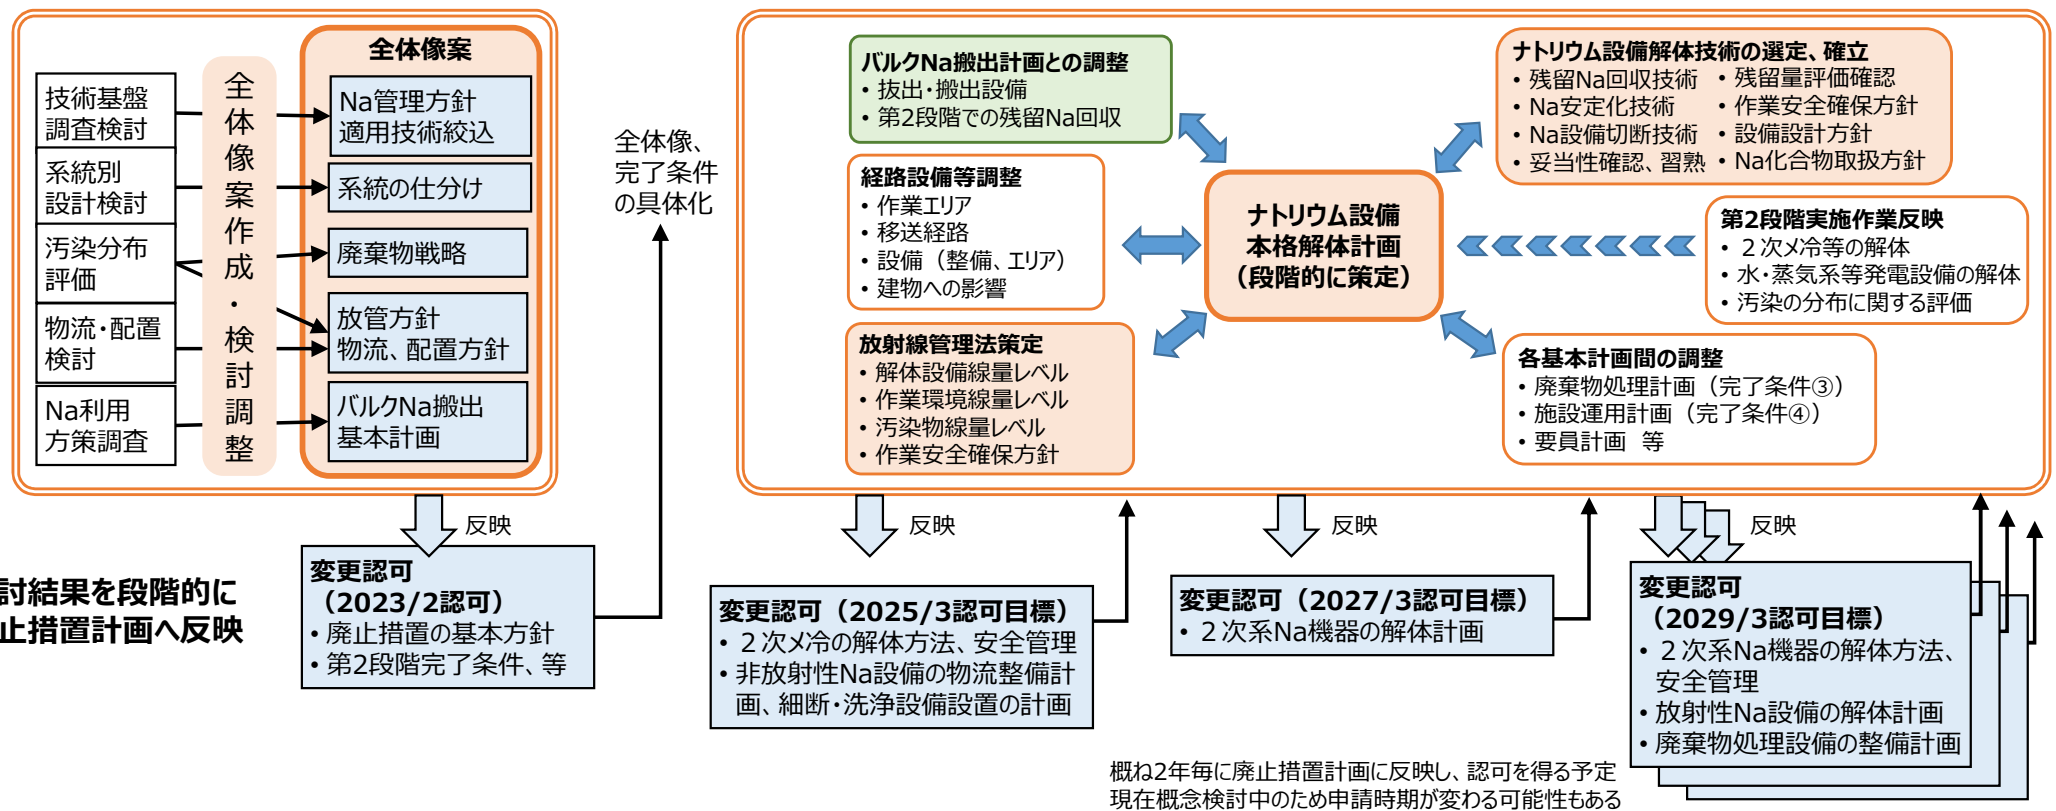 全体像案
技術基盤
調査検討
系統別
設計検討
汚染分布
評価
物流・配置
検討
Na利用
方策調査
全体像案作成・検討調整
Na管理方針
適用技術絞込
系統の仕分け
廃棄物戦略
放管方針
物流、配置方針
バルクNa搬出
基本計画
反映
変更認可
（2023/2認可）
• 廃止措置の基本方針
• 第2段階完了条件、等
討結果を段階的に
止措置計画へ反映
全体像、
完了条件
の具体化
バルクNa搬出計画との調整
• 抜出・搬出設備
• 第2段階での残留Na回収
経路設備等調整
• 作業エリア
• 移送経路
• 設備（整備、エリア）
• 建物への影響
放射線管理法策定
• 解体設備線量レベル
• 作業環境線量レベル
• 汚染物線量レベル
• 作業安全確保方針
ナトリウム設備
本格解体計画
（段階的に策定）
ナトリウム設備解体技術の選定、確立
• 残留Na回収技術
• Na安定化技術
• Na設備切断技術
• 妥当性確認、習熟
• 残留量評価確認
• 作業安全確保方針
• 設備設計方針
• Na化合物取扱方針
第2段階実施作業反映
• ２次メ冷等の解体
• 水・蒸気系等発電設備の解体
• 汚染の分布に関する評価
各基本計画間の調整
• 廃棄物処理計画（完了条件③）
• 施設運用計画（完了条件④）
• 要員計画 等
反映
変更認可（2025/3認可目標）
• ２次メ冷の解体方法、安全管理
• 非放射性Na設備の物流整備計
画、細断・洗浄設備設置の計画
反映
変更認可（2027/3認可目標）
• ２次系Na機器の解体計画
反映
変更認可
（2029/3認可目標）
• ２次系Na機器の解体方法、
安全管理
• 放射性Na設備の解体計画
• 廃棄物処理設備の整備計画
概ね2年毎に廃止措置計画に反映し、認可を得る予定
現在概念検討中のため申請時期が変わる可能性もある